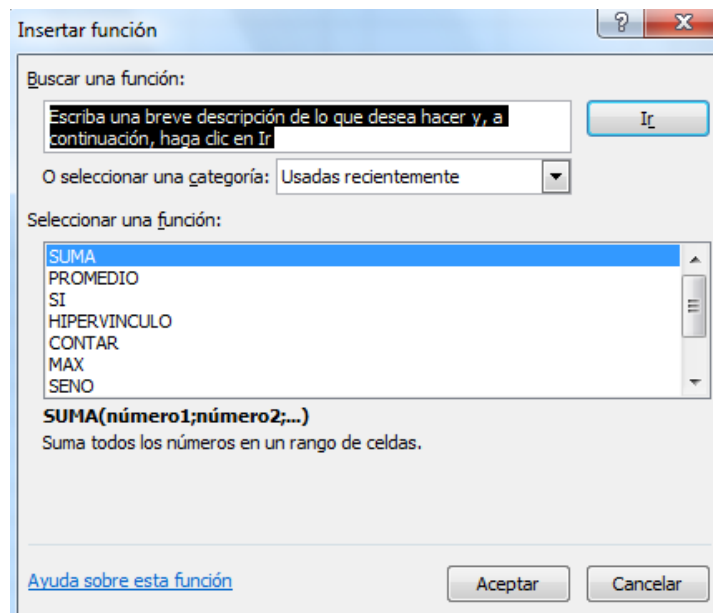 Insertar función
Buscar una función:
Escriba una breve descripción de lo que desea hacer y, a
continuación, haga clic en Ir
Ir
O seleccionar una categoría: Usadas recientemente
Seleccionar una función:
SUMA
PROMEDIO
SI
HIPERVINCULO
CONTAR
MAX
SENO
SUMA(número1;número2;...)
Suma todos los números en un rango de celdas.
Ayuda sobre esta función
Aceptar
Cancelar